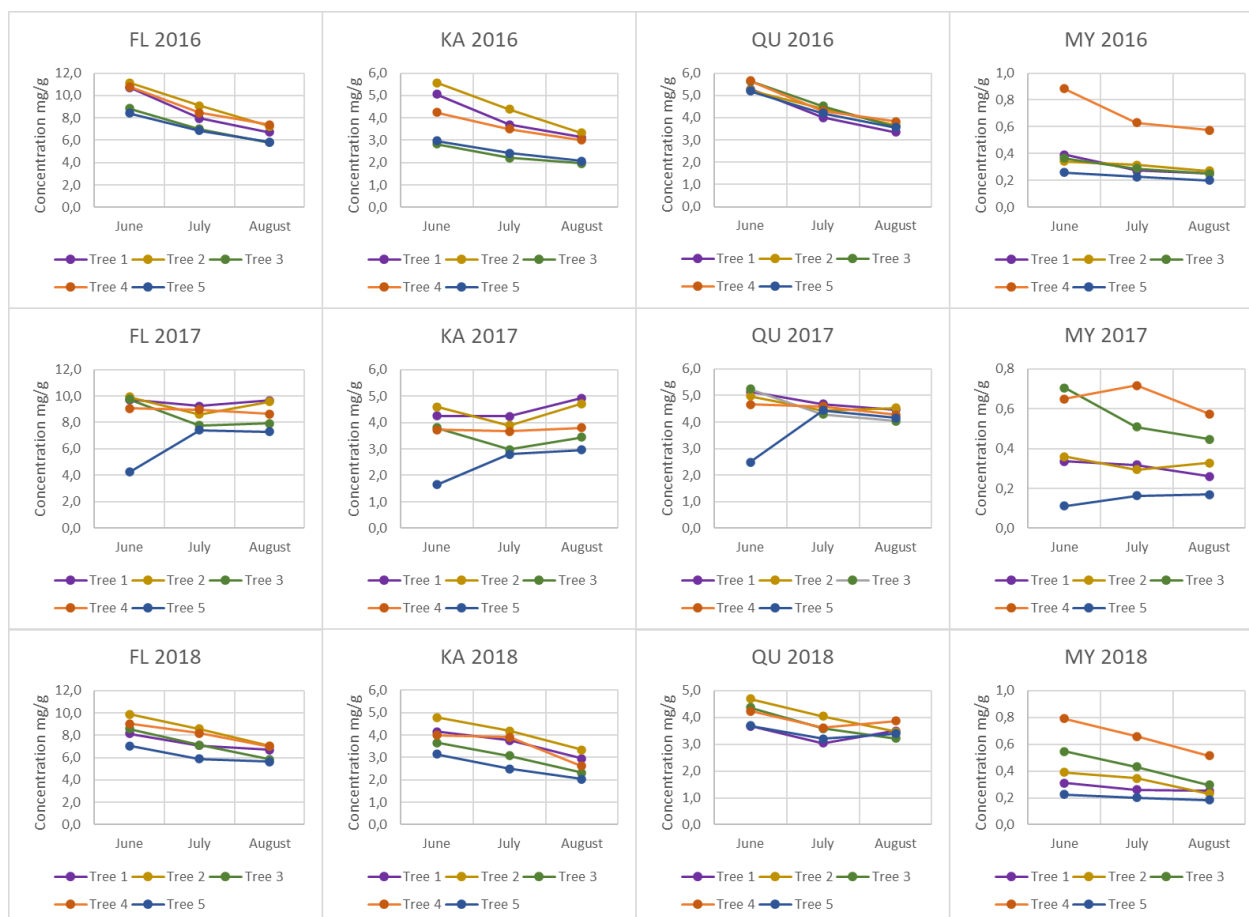 FL 2016
Concentration mg/g
12,0
10,0
8,0
6,0
4,0
2,0
0,0
June July August
Tree 1 Tree 2 Tree 3
Tree 4 Tree 5
KA 2016
Concentration mg/g
6,0
5,0
4,0
3,0
2,0
1,0
0,0
June July August
Tree 1 Tree 2 Tree 3
Tree 4 Tree 5
QU 2016
Concentration mg/g
6,0
5,0
4,0
3,0
2,0
1,0
0,0
June July August
Tree 1 Tree 2 Tree 3
Tree 4 Tree 5
MY 2016
Concentration mg/g
1,0
0,8
0,6
0,4
0,2
0,0
June July August
Tree 1 Tree 2 Tree 3
Tree 4 Tree 5
FL 2017
Concentration mg/g
12,0
10,0
8,0
6,0
4,0
2,0
0,0
June July August
Tree 1 Tree 2 Tree 3
Tree 4 Tree 5
KA 2017
Concentration mg/g
6,0
5,0
4,0
3,0
2,0
1,0
0,0
June July August
Tree 1 Tree 2 Tree 3
Tree 4 Tree 5
QU 2017
Concentration mg/g
6,0
5,0
4,0
3,0
2,0
1,0
0,0
June July August
Tree 1 Tree 2 Tree 3
Tree 4 Tree 5
MY 2017
Concentration mg/g
0,8
0,6
0,4
0,2
0,0
June July August
Tree 1 Tree 2 Tree 3
Tree 4 Tree 5
FL 2018
Concentration mg/g
12,0
10,0
8,0
6,0
4,0
2,0
0,0
June July August
Tree 1 Tree 2 Tree 3
Tree 4 Tree 5
KA 2018
Concentration mg/g
6,0
5,0
4,0
3,0
2,0
1,0
0,0
June July August
Tree 1 Tree 2 Tree 3
Tree 4 Tree 5
QU 2018
Concentration mg/g
5,0
4,0
3,0
2,0
1,0
0,0
June July August
Tree 1 Tree 2 Tree 3
Tree 4 Tree 5
MY 2018
Concentration mg/g
1,0
0,8
0,6
0,4
0,2
0,0
June July August
Tree 1 Tree 2 Tree 3
Tree 4 Tree 5